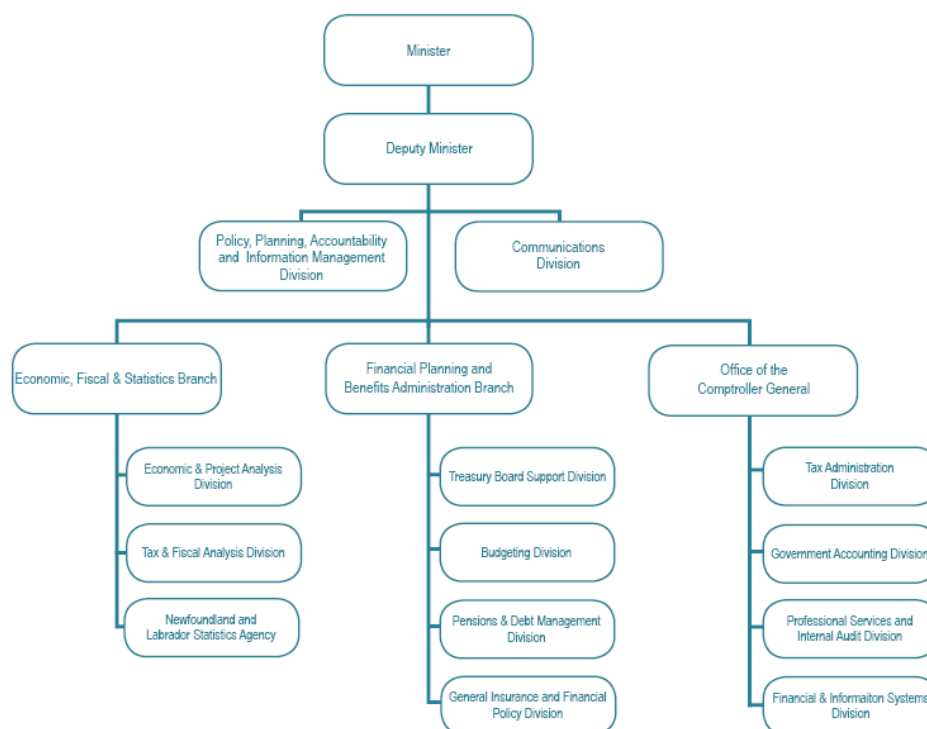 Minister
Deputy Minister
Policy, Planning, Accountability
and Information Management
Division
Communications
Division
Economic, Fiscal & Statistics Branch
Financial Planning and
Benefits Administration Branch
Office of the
Comptroller General
Economic & Project Analysis
Division
Tax & Fiscal Analysis Division
Newfoundland and
Labrador Statistics Agency
Treasury Board Support Division
Budgeting Division
Pensions & Debt Management
Division
General Insurance and Financial
Policy Division
Tax Administration
Division
Government Accounting Division
Professional Services and
Internal Audit Division
Financial & Informaiton Systems
Division